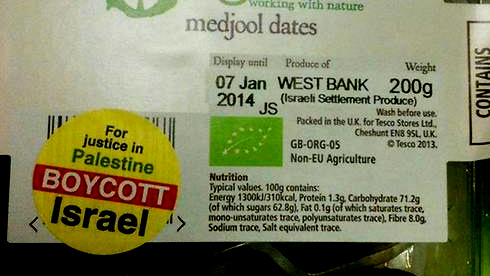 working with nature
medjool dates
Display until Produce of Weight
07 Jan WEST BANK 200g
2014 JS (Israeli Settlement Produce)
Wash before use.
Packed in the U.K. for Tesco Stores Ltd.,
Cheshunt EN8 9SL, U.K.
GB-ORG-05 © Tesco 2013.
Non-EU Agriculture
Nutrition
Typical values. 100g contains:
Energy 1300kJ/310kcal, Protein 1.3g, Carbohydrate 71.2g
(of which sugars 62.8g), Fat 0.1g (of which saturates trace,
mono-unsaturates trace, polyunsaturates trace), Fibre 8.0g,
Sodium trace, Salt equivalent trace.
CONTAINS
For
justice in
Palestine
BOYCOTT
Israel